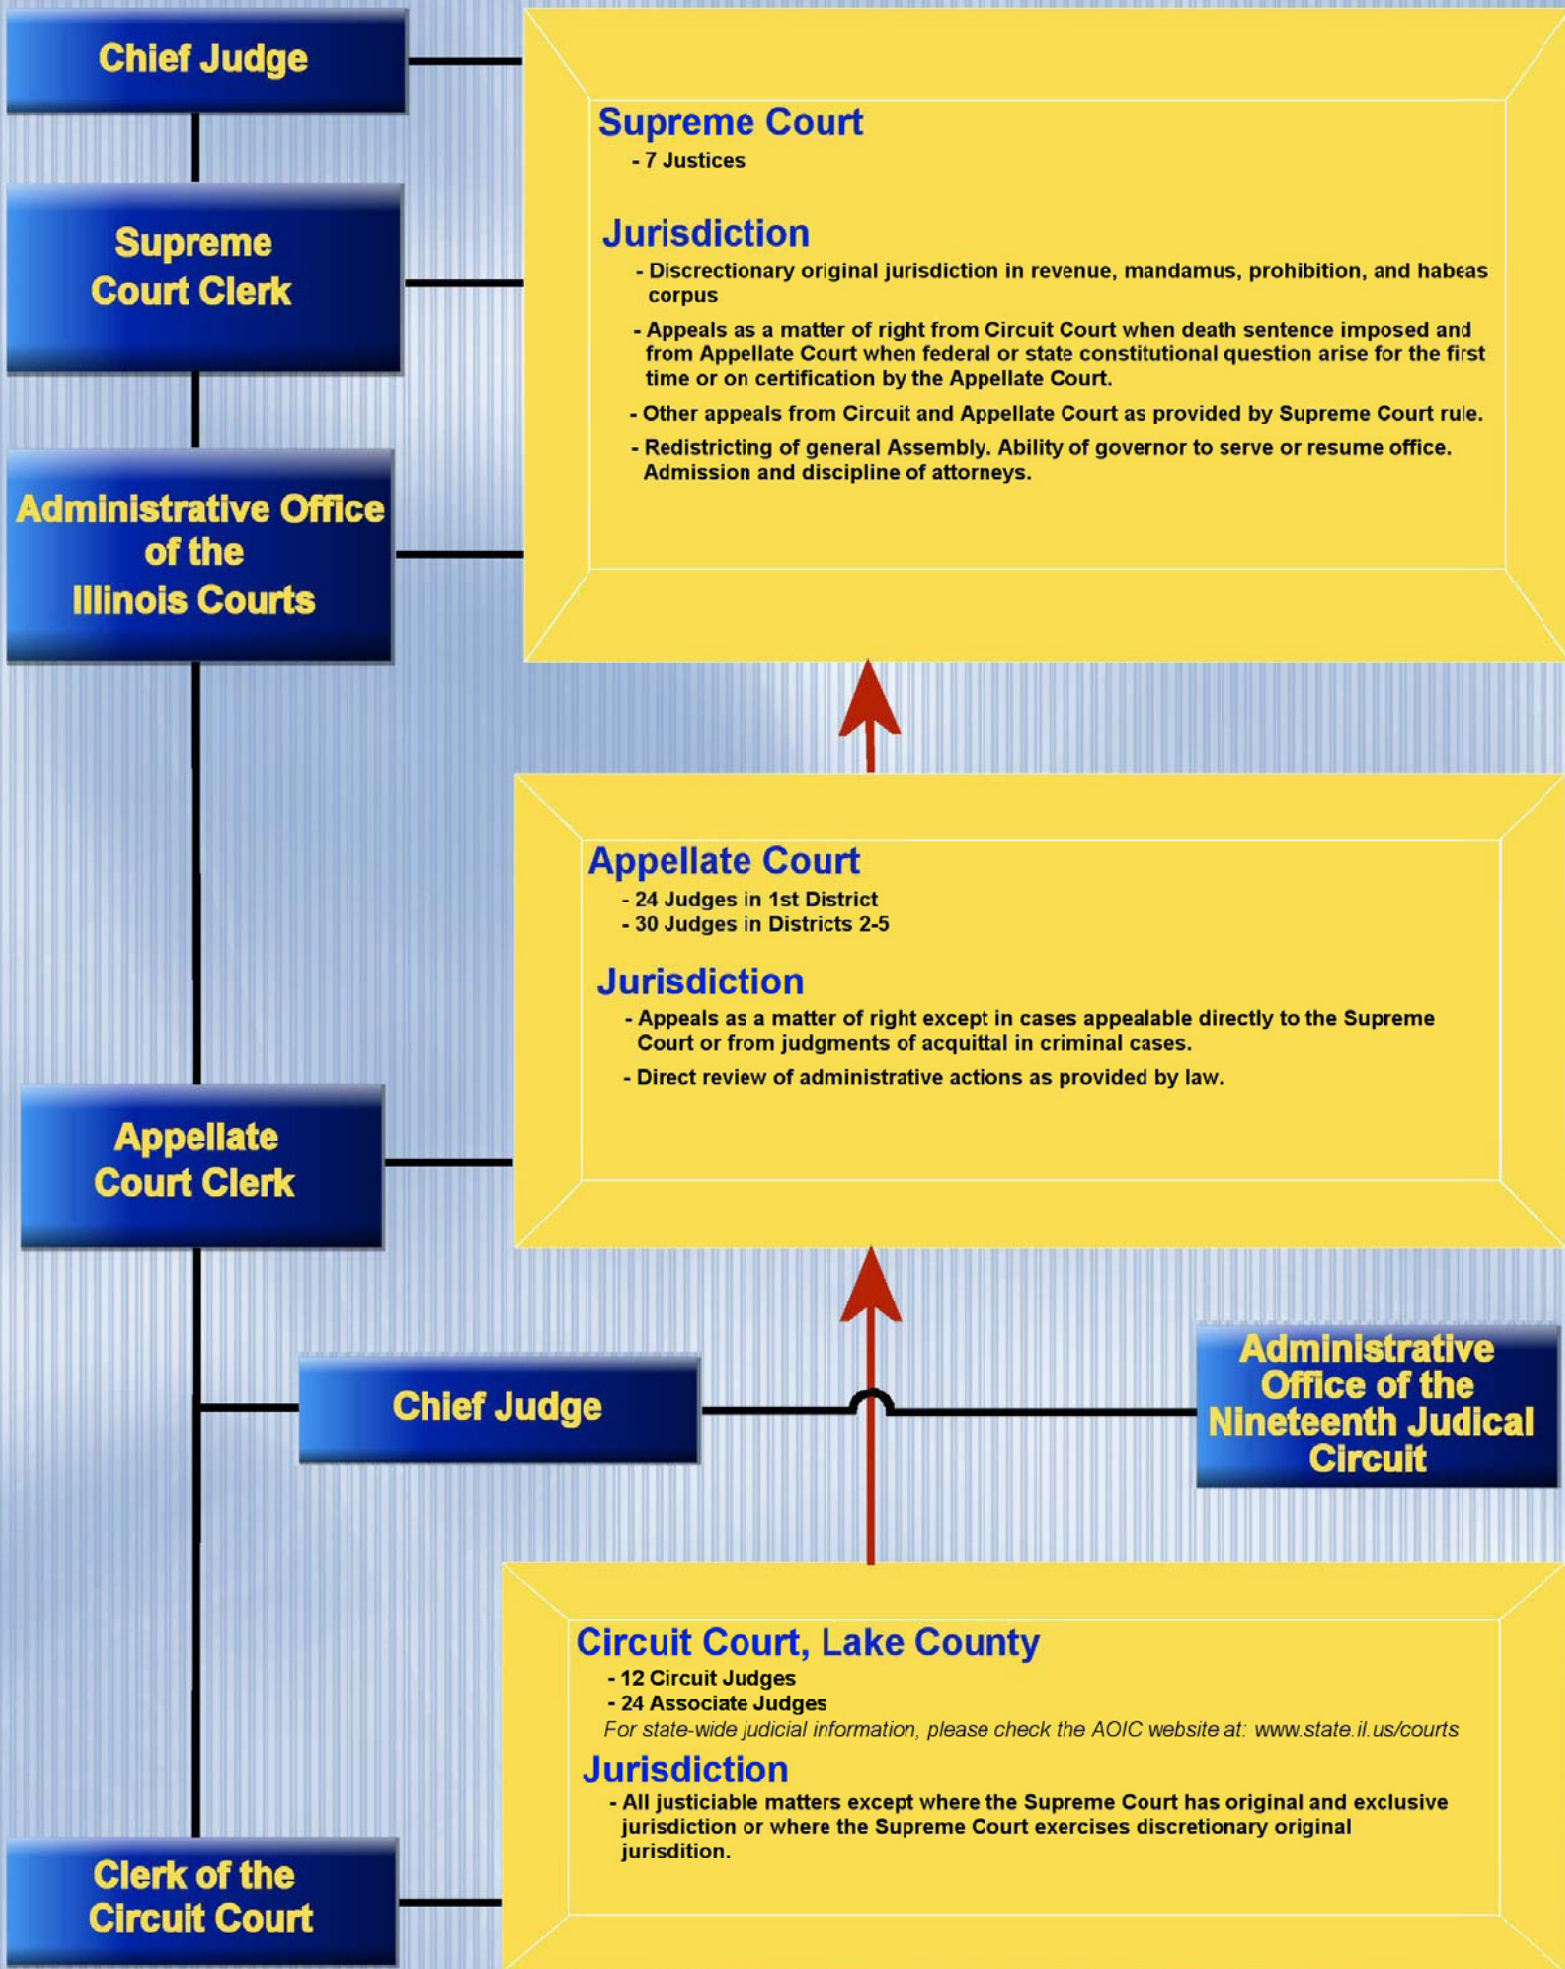 Chief Judge
Supreme
Court Clerk
Administrative Office
of the
Illinois Courts
Supreme Court
- 7 Justices
Jurisdiction
- Discrectionary original jurisdiction in revenue, mandamus, prohibition, and habeas
corpus
- Appeals as a matter of right from Circuit Court when death sentence imposed and
from Appellate Court when federal or state constitutional question arise for the first
time or on certification by the Appellate Court.
- Other appeals from Circuit and Appellate Court as provided by Supreme Court rule.
- Redistricting of general Assembly. Ability of governor to serve or resume office.
Admission and discipline of attorneys.
Appellate Court
- 24 Judges in 1st District
- 30 Judges in Districts 2-5
Jurisdiction
- Appeals as a matter of right except in cases appealable directly to the Supreme
Court or from judgments of acquittal in criminal cases.
- Direct review of administrative actions as provided by law.
Appellate
Court Clerk
Chief Judge
Administrative
Office of the
Nineteenth Judical
Circuit
Circuit Court, Lake County
- 12 Circuit Judges
- 24 Associate Judges
For state-wide judicial information, please check the AOIC website at: www.state.il.us/courts
Jurisdiction
- All justiciable matters except where the Supreme Court has original and exclusive
jurisdiction or where the Supreme Court exercises discretionary original
jurisdition.
Clerk of the
Circuit Court